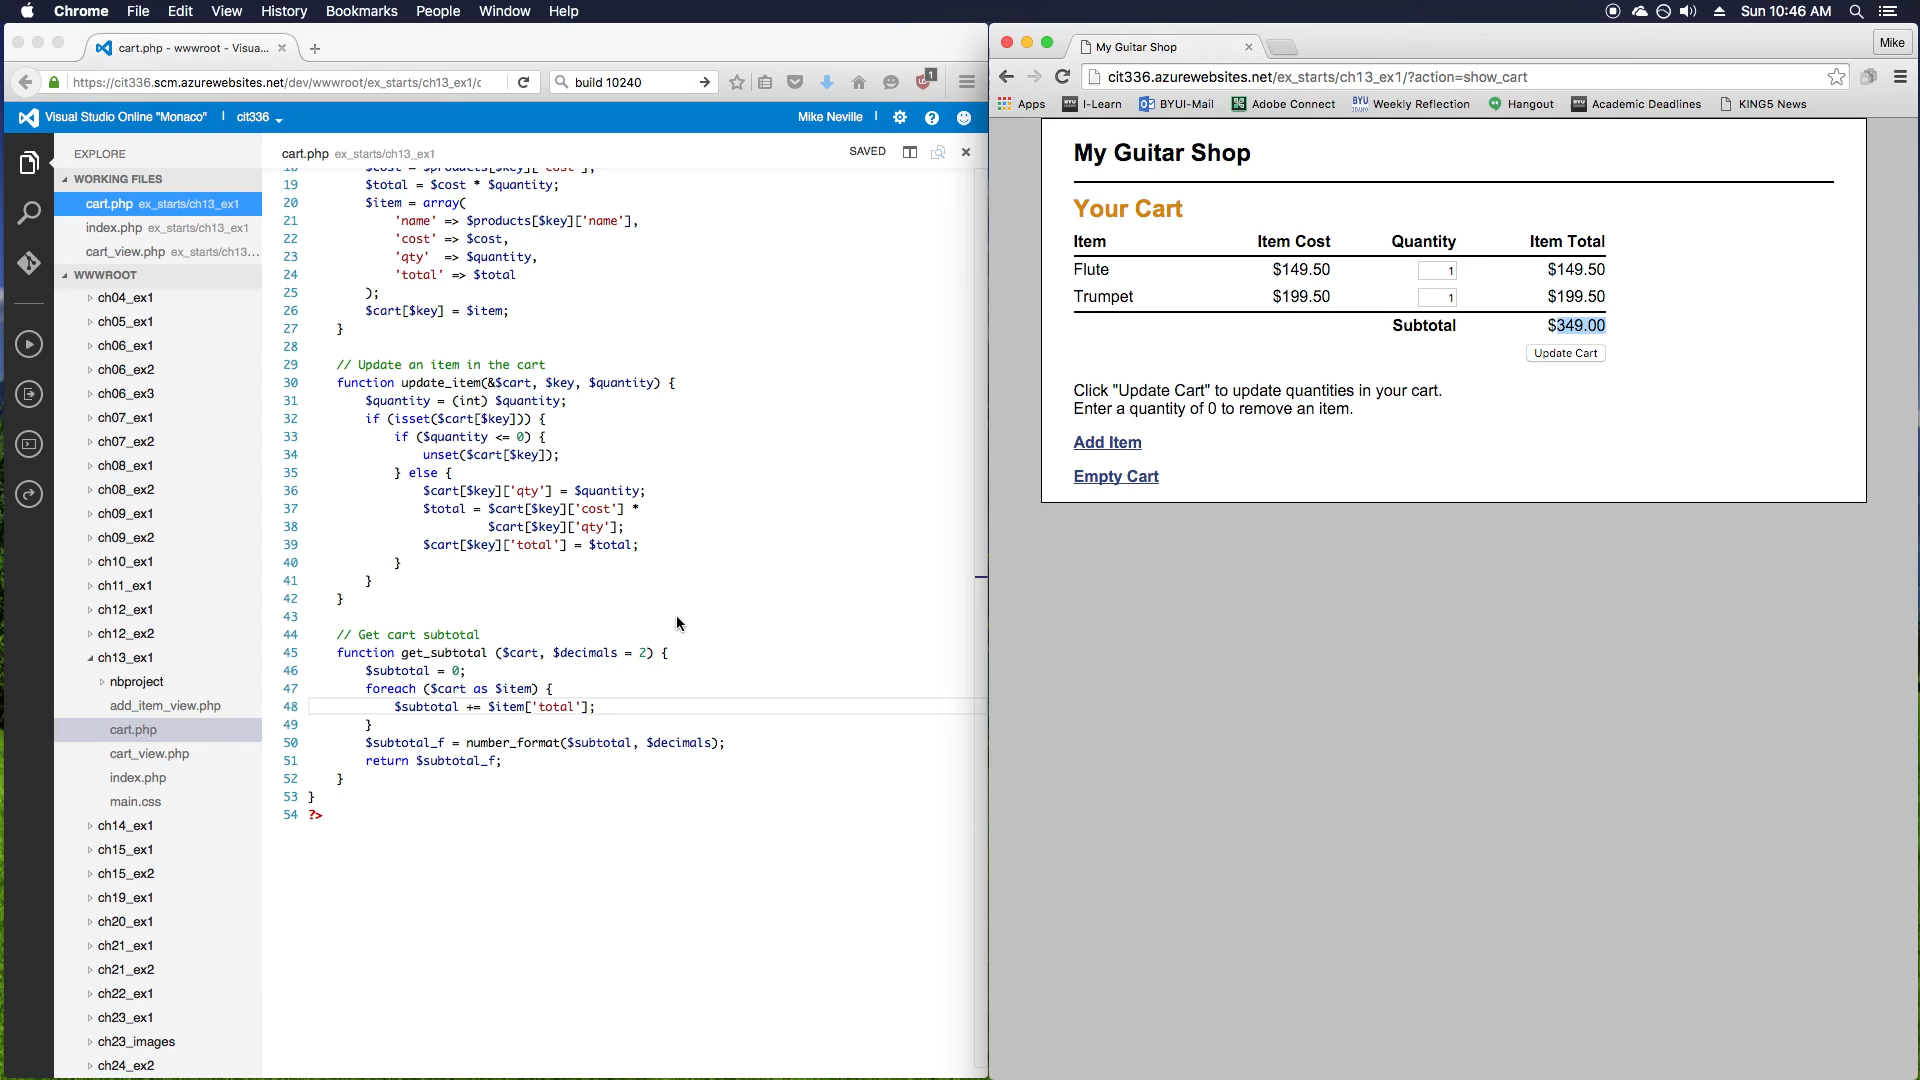 Chrome File Edit View History Bookmarks People Window Help
Sun 10:46 AM
cart.php - wwwroot - Visua...
https://cit336.scm.azurewebsites.net/dev/wwwroot/ex_starts/ch13_ex1/c
build 10240
1
Visual Studio Online "Monaco" | cit336
Mike Neville
EXPLORE
WORKING FILES
cart.php ex_starts/ch13_ex1
index.php ex_starts/ch13_ex1
cart_view.php ex_starts/ch13...
WWWROOT
ch04_ex1
ch05_ex1
ch06_ex1
ch06_ex2
ch06_ex3
ch07_ex1
ch07_ex2
ch08_ex1
ch08_ex2
ch09_ex1
ch09_ex2
ch10_ex1
ch11_ex1
ch12_ex1
ch12_ex2
ch13_ex1
nbproject
add_item_view.php
cart.php
cart_view.php
index.php
main.css
ch14_ex1
ch15_ex1
ch15_ex2
ch19_ex1
ch20_ex1
ch21_ex1
ch21_ex2
ch22_ex1
ch23_ex1
ch23_images
ch24_ex2
cart.php ex_starts/ch13_ex1
SAVED
18 $cost = $products[$key]['cost'];
19 $total = $cost * $quantity;
20 $item = array(
21 'name' => $products[$key]['name'],
22 'cost' => $cost,
23 'qty' => $quantity,
24 'total' => $total
25 );
26 $cart[$key] = $item;
27 }
28
29 // Update an item in the cart
30 function update_item(&$cart, $key, $quantity) {
31 $quantity = (int) $quantity;
32 if (isset($cart[$key])) {
33 if ($quantity <= 0) {
34 unset($cart[$key]);
35 } else {
36 $cart[$key]['qty'] = $quantity;
37 $total = $cart[$key]['cost'] *
38 $cart[$key]['qty'];
39 $cart[$key]['total'] = $total;
40 }
41 }
42 }
43
44 // Get cart subtotal
45 function get_subtotal ($cart, $decimals = 2) {
46 $subtotal = 0;
47 foreach ($cart as $item) {
48 $subtotal += $item['total'];
49 }
50 $subtotal_f = number_format($subtotal, $decimals);
51 return $subtotal_f;
52 }
53 }
54 ?>
My Guitar Shop
Mike
cit336.azurewebsites.net/ex_starts/ch13_ex1/?action=show_cart
Apps I-Learn BYUI-Mail Adobe Connect Weekly Reflection Hangout Academic Deadlines KING5 News
My Guitar Shop
Your Cart
Item Item Cost Quantity Item Total
Flute $149.50 1 $149.50
Trumpet $199.50 1 $199.50
Subtotal $349.00
Update Cart
Click "Update Cart" to update quantities in your cart.
Enter a quantity of 0 to remove an item.
Add Item
Empty Cart